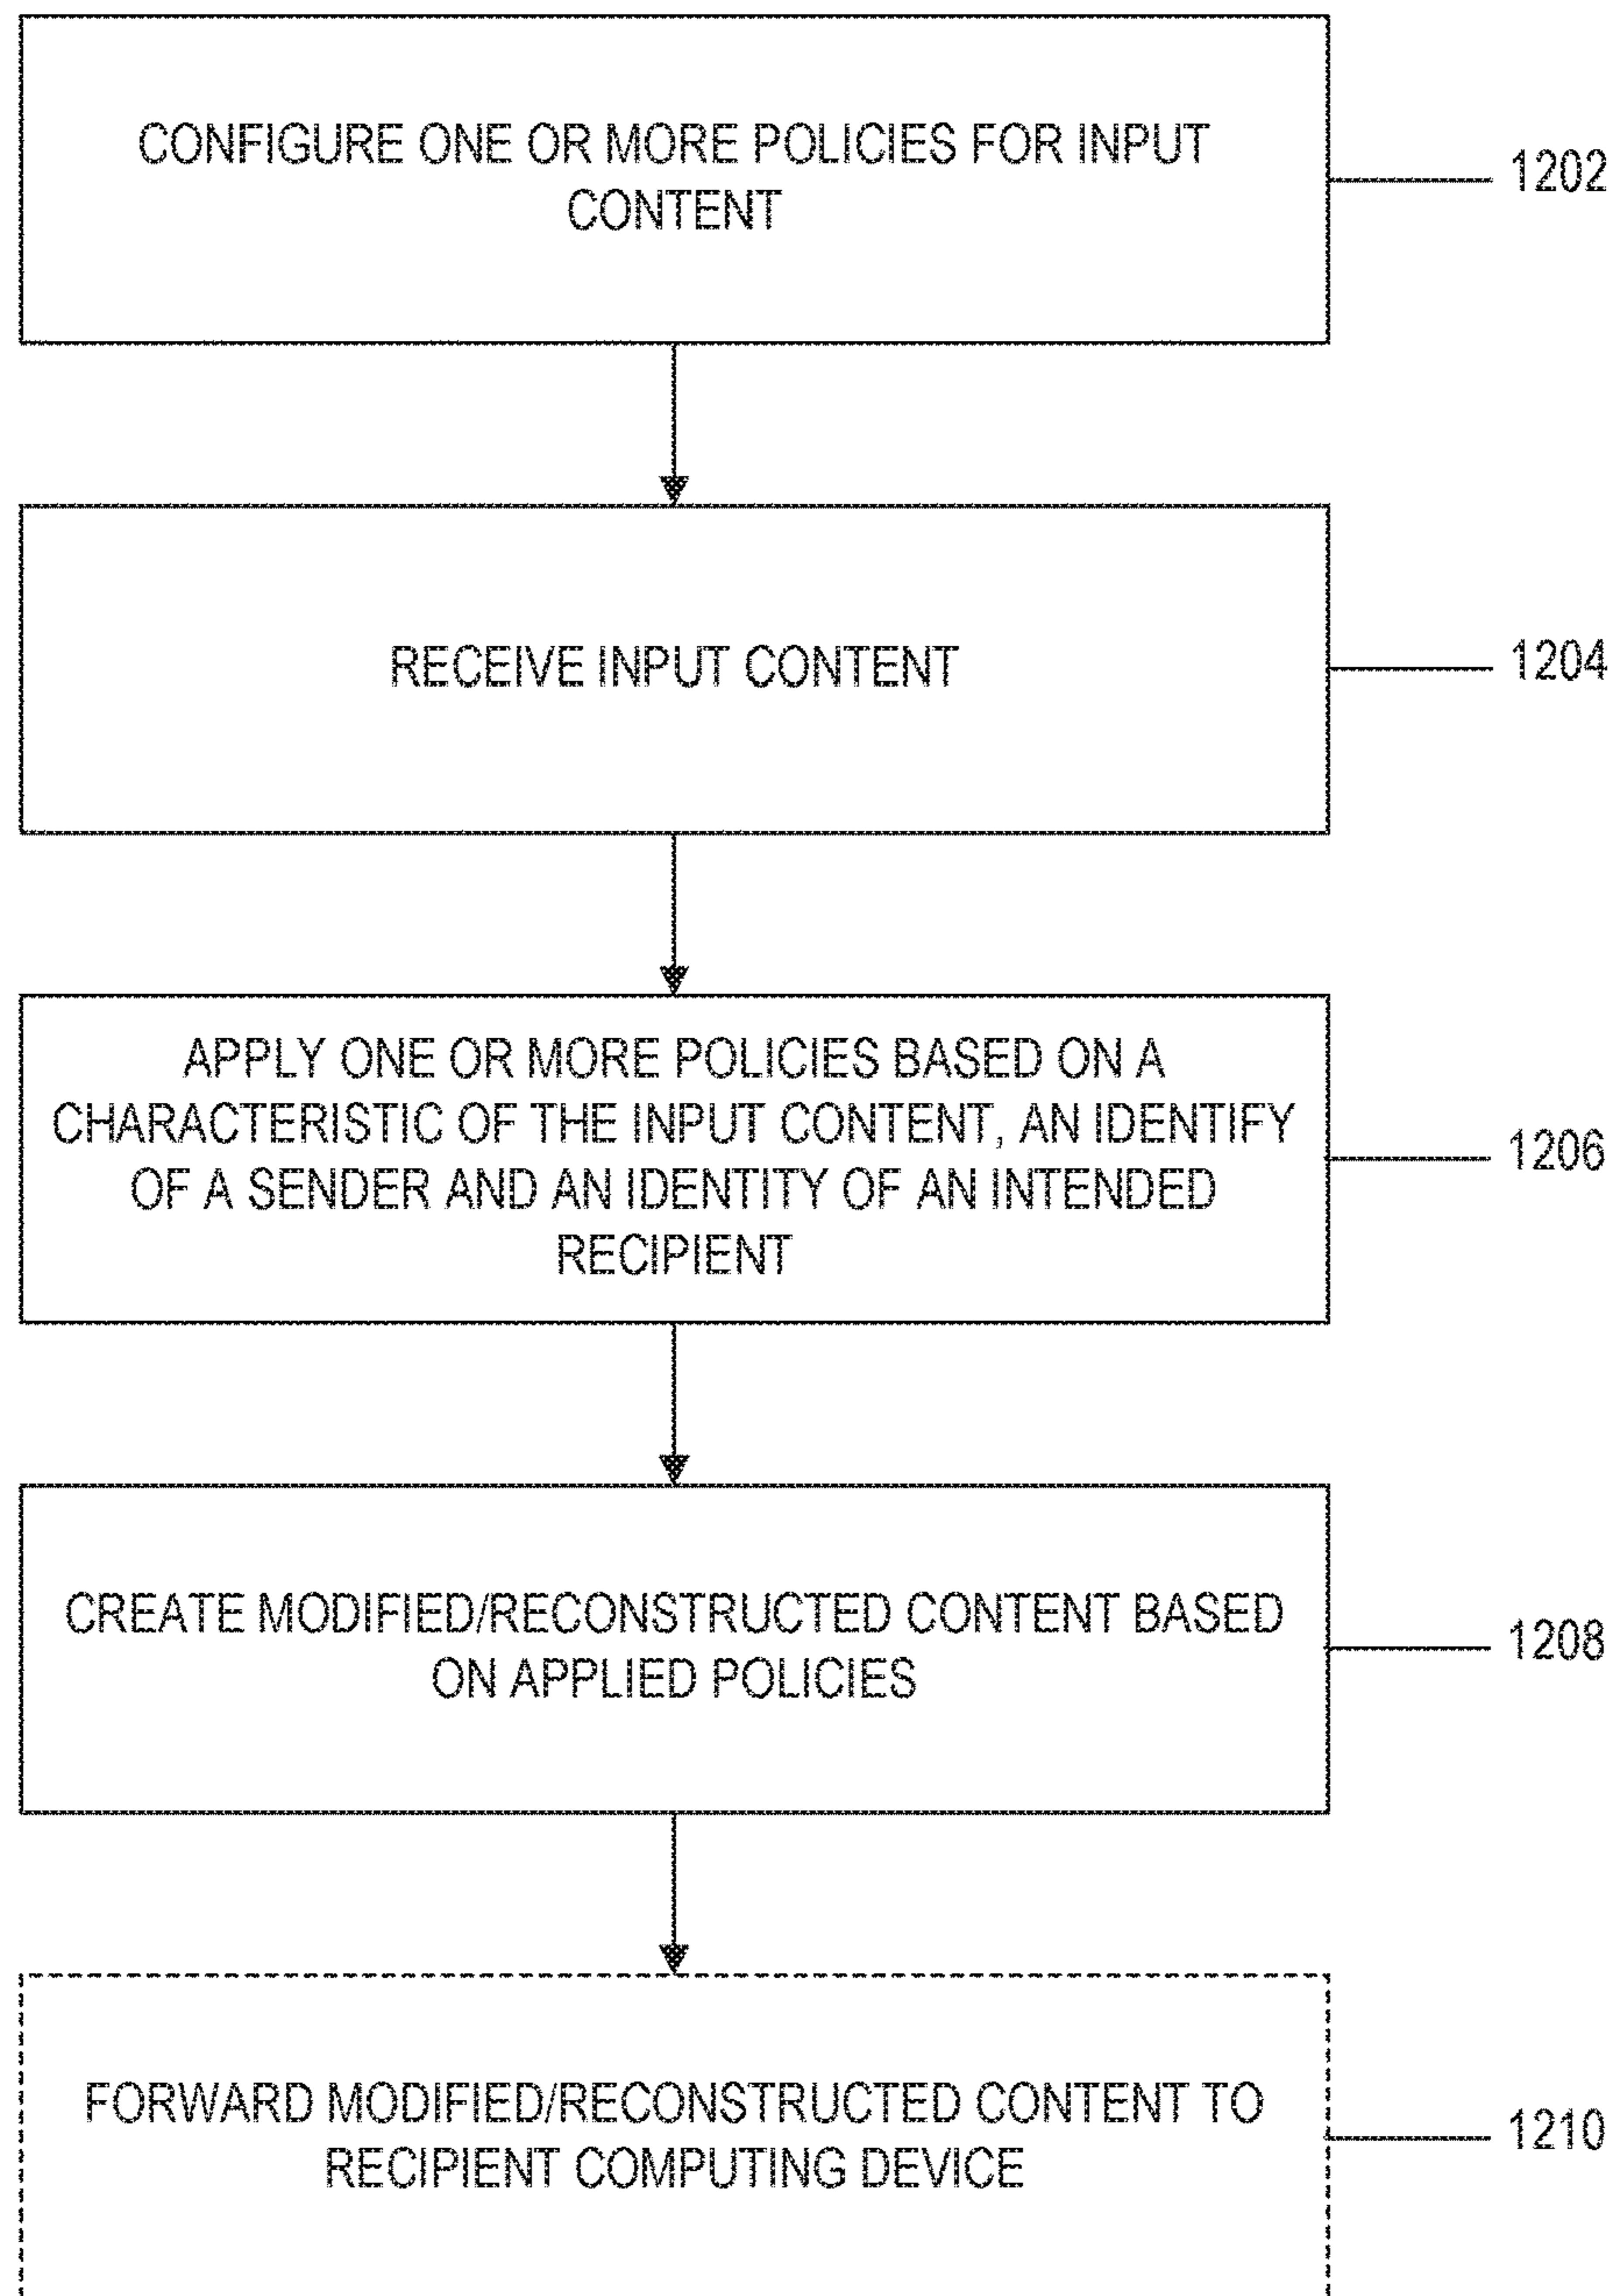 CONFIGURE ONE OR MORE POLICIES FOR INPUT
CONTENT
1202
RECEIVE INPUT CONTENT
1204
APPLY ONE OR MORE POLICIES BASED ON A
CHARACTERISTIC OF THE INPUT CONTENT, AN IDENTIFY
OF A SENDER AND AN IDENTITY OF AN INTENDED
RECIPIENT
1206
CREATE MODIFIED/RECONSTRUCTED CONTENT BASED
ON APPLIED POLICIES
1208
FORWARD MODIFIED/RECONSTRUCTED CONTENT TO
RECIPIENT COMPUTING DEVICE
1210